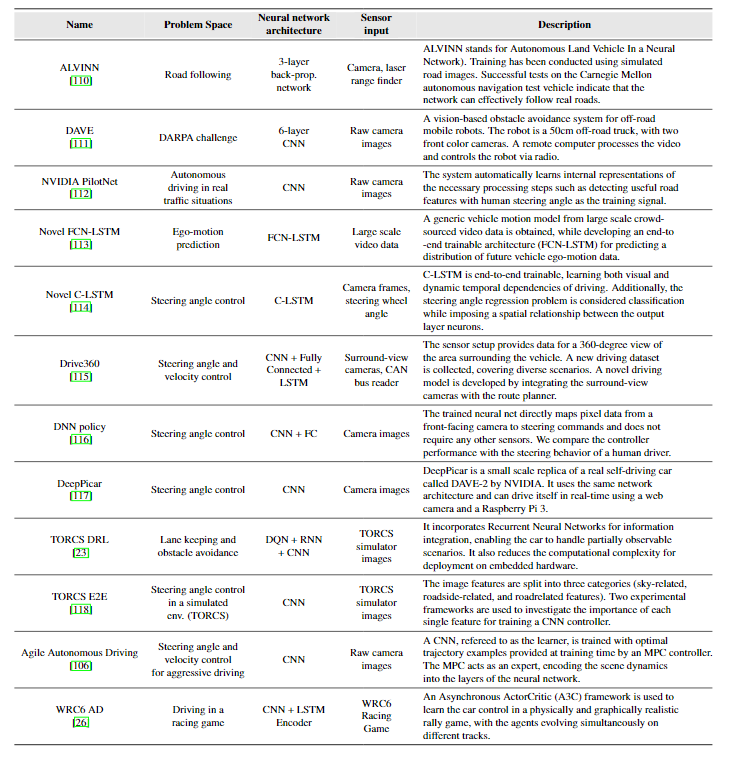 Name Problem Space Neural network architecture Sensor input Description
ALVINN
[110]
Road following
3-layer
back-prop.
network
Camera, laser
range finder
ALVINN stands for Autonomous Land Vehicle In a Neural
Network). Training has been conducted using simulated
road images. Successful tests on the Carnegie Mellon
autonomous navigation test vehicle indicate that the
network can effectively follow real roads.
DAVE
[111]
DARPA challenge
6-layer
CNN
Raw camera
images
A vision-based obstacle avoidance system for off-road
mobile robots. The robot is a 50cm off-road truck, with two
front color cameras. A remote computer processes the video
and controls the robot via radio.
NVIDIA PilotNet
[112]
Autonomous
driving in real
traffic situations
CNN
Raw camera
images
The system automatically learns internal representations of
the necessary processing steps such as detecting useful road
features with human steering angle as the training signal.
Novel FCN-LSTM
[113]
Ego-motion
prediction
FCN-LSTM
Large scale
video data
A generic vehicle motion model from large scale crowd-
sourced video data is obtained, while developing an end-to
-end trainable architecture (FCN-LSTM) for predicting a
distribution of future vehicle ego-motion data.
Novel C-LSTM
[114]
Steering angle control
C-LSTM
Camera frames,
steering wheel
angle
C-LSTM is end-to-end trainable, learning both visual and
dynamic temporal dependencies of driving. Additionally, the
steering angle regression problem is considered classification
while imposing a spatial relationship between the output
layer neurons.
Drive360
[115]
Steering angle and
velocity control
CNN + Fully
Connected +
LSTM
Surround-view
cameras, CAN
bus reader
The sensor setup provides data for a 360-degree view of
the area surrounding the vehicle. A new driving dataset
is collected, covering diverse scenarios. A novel driving
model is developed by integrating the surround-view
cameras with the route planner.
DNN policy
[116]
Steering angle control
CNN + FC
Camera images
The trained neural net directly maps pixel data from a
front-facing camera to steering commands and does not
require any other sensors. We compare the controller
performance with the steering behavior of a human driver.
DeepPicar
[117]
Steering angle control
CNN
Camera images
DeepPicar is a small scale replica of a real self-driving car
called DAVE-2 by NVIDIA. It uses the same network
architecture and can drive itself in real-time using a web
camera and a Raspberry Pi 3.
TORCS DRL
[23]
Lane keeping and
obstacle avoidance
DQN + RNN
+ CNN
TORCS
simulator
images
It incorporates Recurrent Neural Networks for information
integration, enabling the car to handle partially observable
scenarios. It also reduces the computational complexity for
deployment on embedded hardware.
TORCS E2E
[118]
Steering angle control
in a simulated
env. (TORCS)
CNN
TORCS
simulator
images
The image features are split into three categories (sky-related,
roadside-related, and roadrelated features). Two experimental
frameworks are used to investigate the importance of each
single feature for training a CNN controller.
Agile Autonomous Driving
[106]
Steering angle and
velocity control
for aggressive driving
CNN
Raw camera
images
A CNN, refereed to as the learner, is trained with optimal
trajectory examples provided at training time by an MPC controller.
The MPC acts as an expert, encoding the scene dynamics
into the layers of the neural network.
WRC6 AD
[26]
Driving in a
racing game
CNN + LSTM
Encoder
WRC6
Racing
Game
An Asynchronous ActorCritic (A3C) framework is used to
learn the car control in a physically and graphically realistic
rally game, with the agents evolving simultaneously on
different tracks.